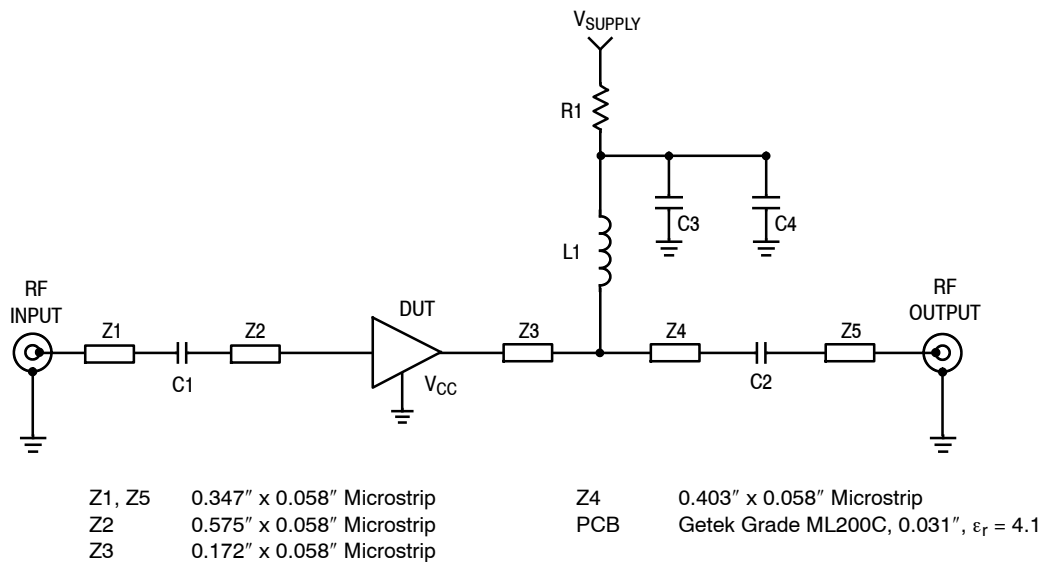 VSUPPLY
R1
C3
C4
L1
RF
INPUT
Z1
C1
Z2
DUT
VCC
Z3
Z4
C2
Z5
RF
OUTPUT
Z1, Z5 0.347″ x 0.058″ Microstrip
Z2 0.575″ x 0.058″ Microstrip
Z3 0.172″ x 0.058″ Microstrip
Z4 0.403″ x 0.058″ Microstrip
PCB Getek Grade ML200C, 0.031″, εr = 4.1